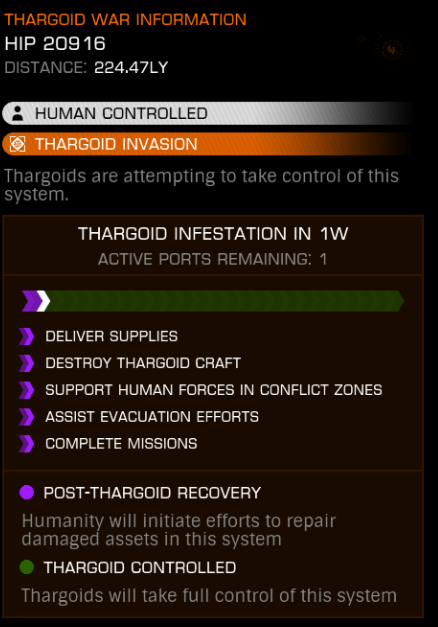 THARGOID WAR INFORMATION
HIP 20916
DISTANCE: 224.47LY
HUMAN CONTROLLED
THARGOID INVASION
Thargoids are attempting to take control of this
system.
THARGOID INFESTATION IN 1W
ACTIVE PORTS REMAINING: 1
DELIVER SUPPLIES
DESTROY THARGOID CRAFT
SUPPORT HUMAN FORCES IN CONFLICT ZONES
ASSIST EVACUATION EFFORTS
COMPLETE MISSIONS
POST-THARGOID RECOVERY
Humanity will initiate efforts to repair
damaged assets in this system
THARGOID CONTROLLED
Thargoids will take full control of this system